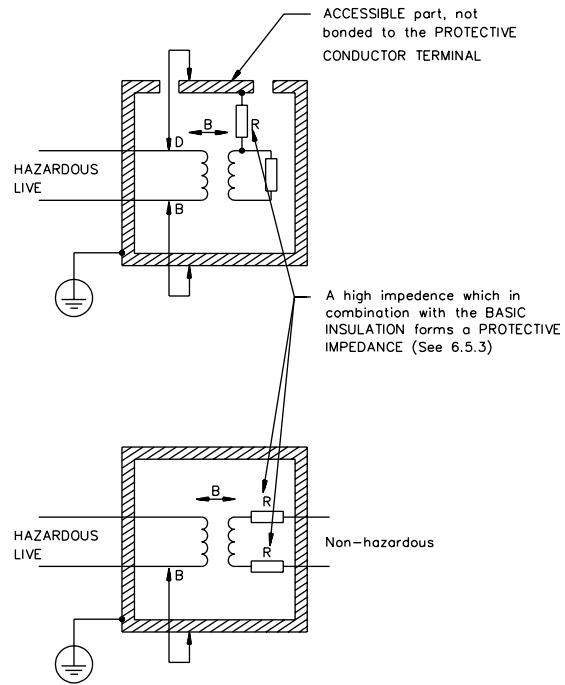 ACCESSIBLE part, not
bonded to the PROTECTIVE
CONDUCTOR TERMINAL
B
R
D
HAZARDOUS
LIVE
B
A high impedence which in
combination with the BASIC
INSULATION forms a PROTECTIVE
IMPEDANCE (See 6.5.3)
B
R
HAZARDOUS
LIVE
Non-hazardous
R
B